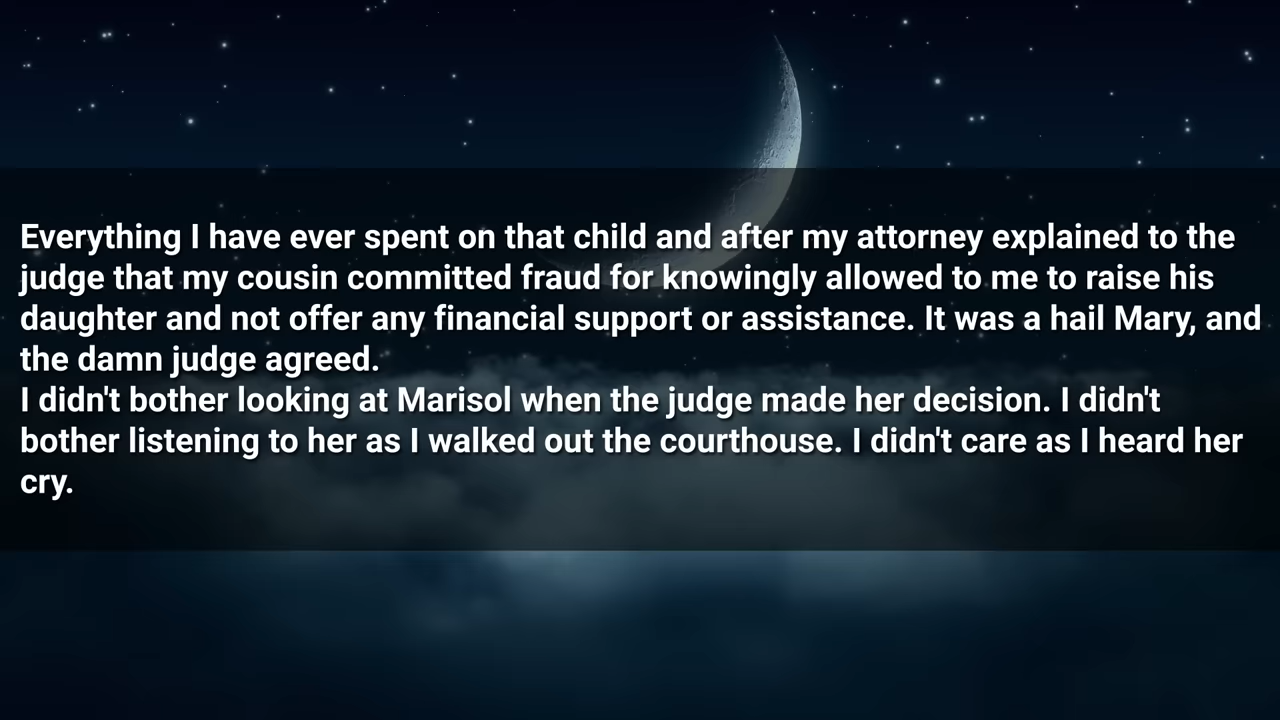 Everything I have ever spent on that child and after my attorney explained to the
judge that my cousin committed fraud for knowingly allowed to me to raise his
daughter and not offer any financial support or assistance. It was a hail Mary, and
the damn judge agreed.
I didn't bother looking at Marisol when the judge made her decision. I didn't
bother listening to her as I walked out the courthouse. I didn't care as I heard her
cry.